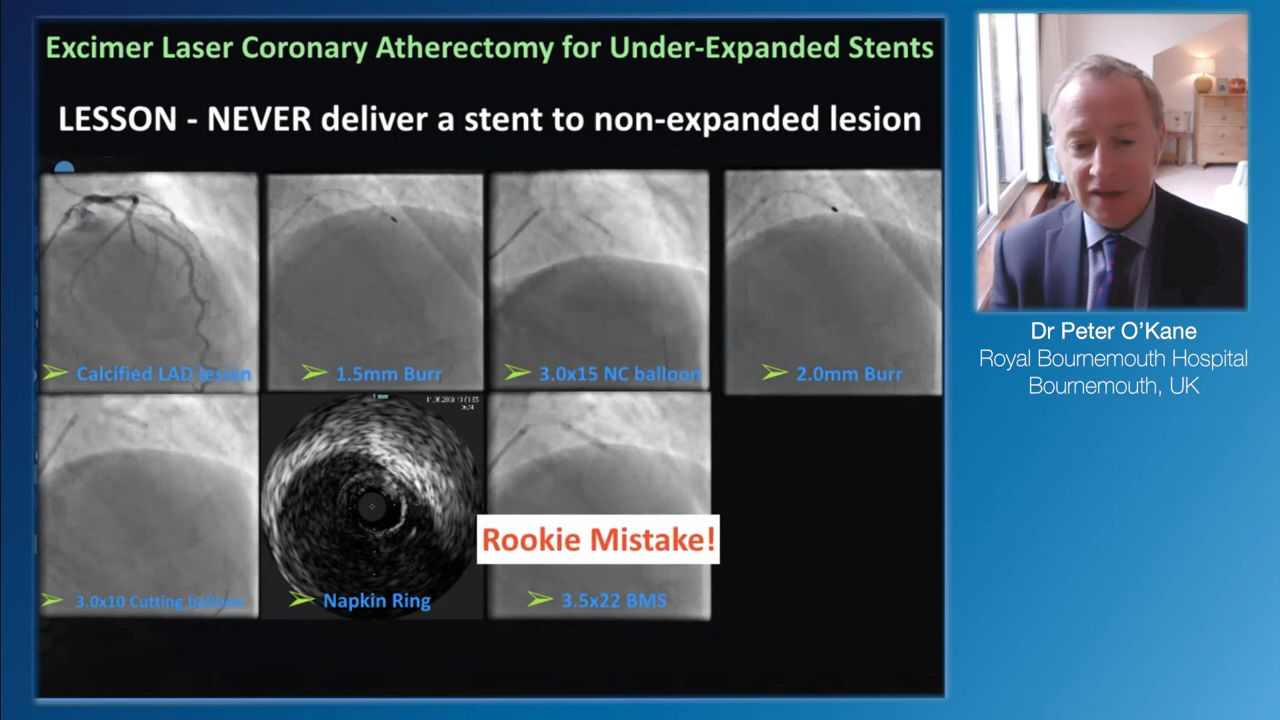 Excimer Laser Coronary Atherectomy for Under-Expanded Stents
LESSON - NEVER deliver a stent to non-expanded lesion
Calcified LAD lesion
1.5mm Burr
3.0x15 NC balloon
2.0mm Burr
3.0x10 Cutting balloon
1 mm
Napkin Ring
Rookie Mistake!
3.5x22 BMS
Dr Peter O'Kane
Royal Bournemouth Hospital
Bournemouth, UK